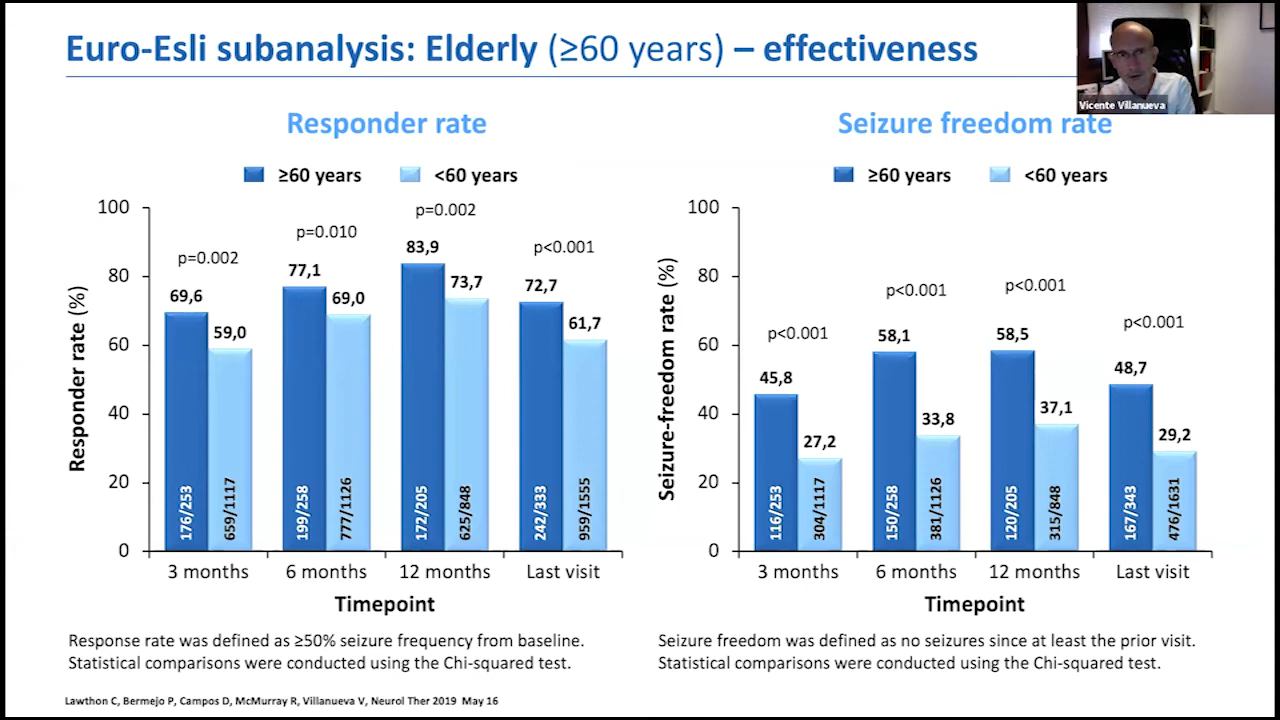 Euro-Esli subanalysis: Elderly (≥60 years) – effectiveness
Vicente Villanueva
Responder rate
≥60 years <60 years
Responder rate (%)
100
80
60
40
20
0
p=0.002
p=0.010
p=0.002
p<0.001
69,6
59,0
77,1
69,0
83,9
73,7
72,7
61,7
176/253
659/1117
199/258
777/1126
172/205
625/848
242/333
959/1555
3 months 6 months 12 months Last visit
Timepoint
Response rate was defined as ≥50% seizure frequency from baseline.
Statistical comparisons were conducted using the Chi-squared test.
Seizure freedom rate
≥60 years <60 years
Seizure-freedom rate (%)
100
80
60
40
20
0
p<0.001
p<0.001
p<0.001
p<0.001
45,8
27,2
58,1
33,8
58,5
37,1
48,7
29,2
116/253
304/1117
150/258
381/1126
120/205
315/848
167/343
476/1631
3 months 6 months 12 months Last visit
Timepoint
Seizure freedom was defined as no seizures since at least the prior visit.
Statistical comparisons were conducted using the Chi-squared test.
Lawthon C, Bermejo P, Campos D, McMurray R, Villanueva V, Neurol Ther 2019 May 16